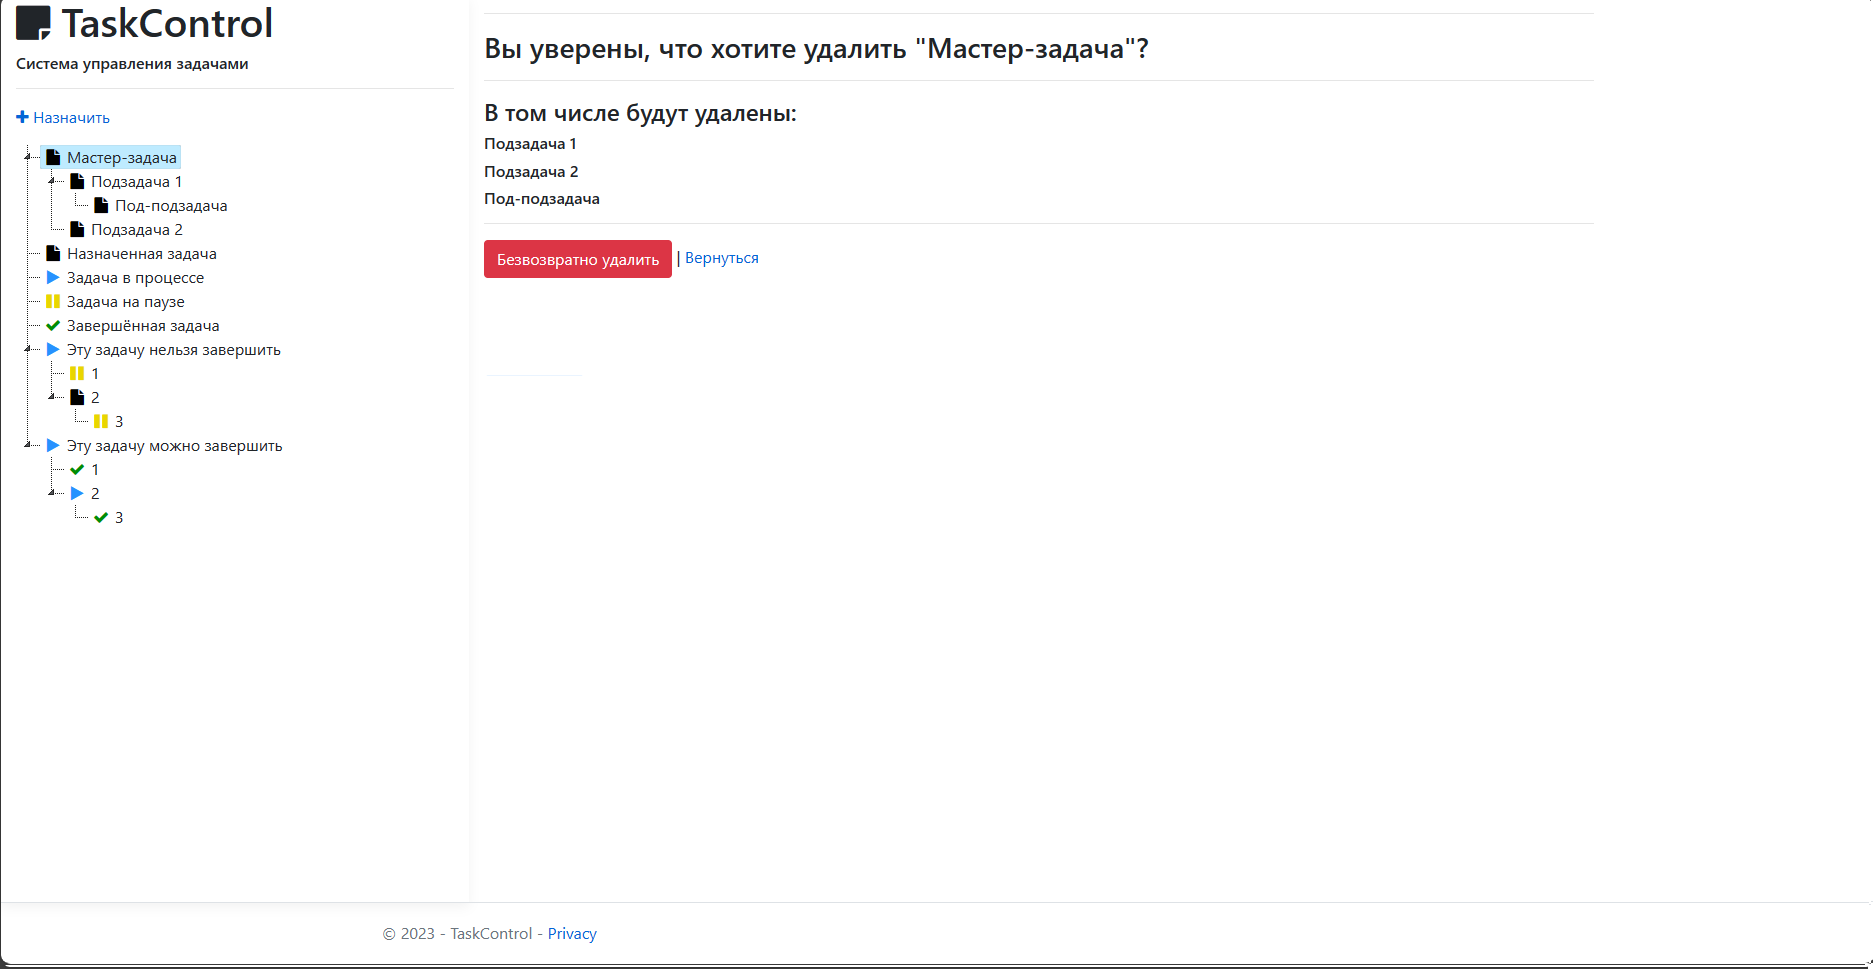 TaskControl
Система управления задачами
Назначить
Мастер-задача
Подзадача 1
Под-подзадача
Подзадача 2
Назначенная задача
Задача в процессе
Задача на паузе
Завершённая задача
Эту задачу нельзя завершить
1
2
3
Эту задачу можно завершить
1
2
3
Вы уверены, что хотите удалить "Мастер-задача"?
В том числе будут удалены:
Подзадача 1
Подзадача 2
Под-подзадача
Безвозвратно удалить | Вернуться
© 2023 - TaskControl - Privacy